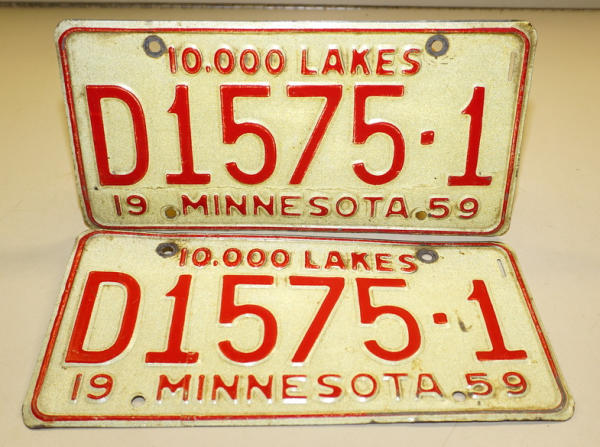 10.000 LAKES
D1575·1
19 MINNESOTA 59
10.000 LAKES
D1575·1
19 MINNESOTA 59